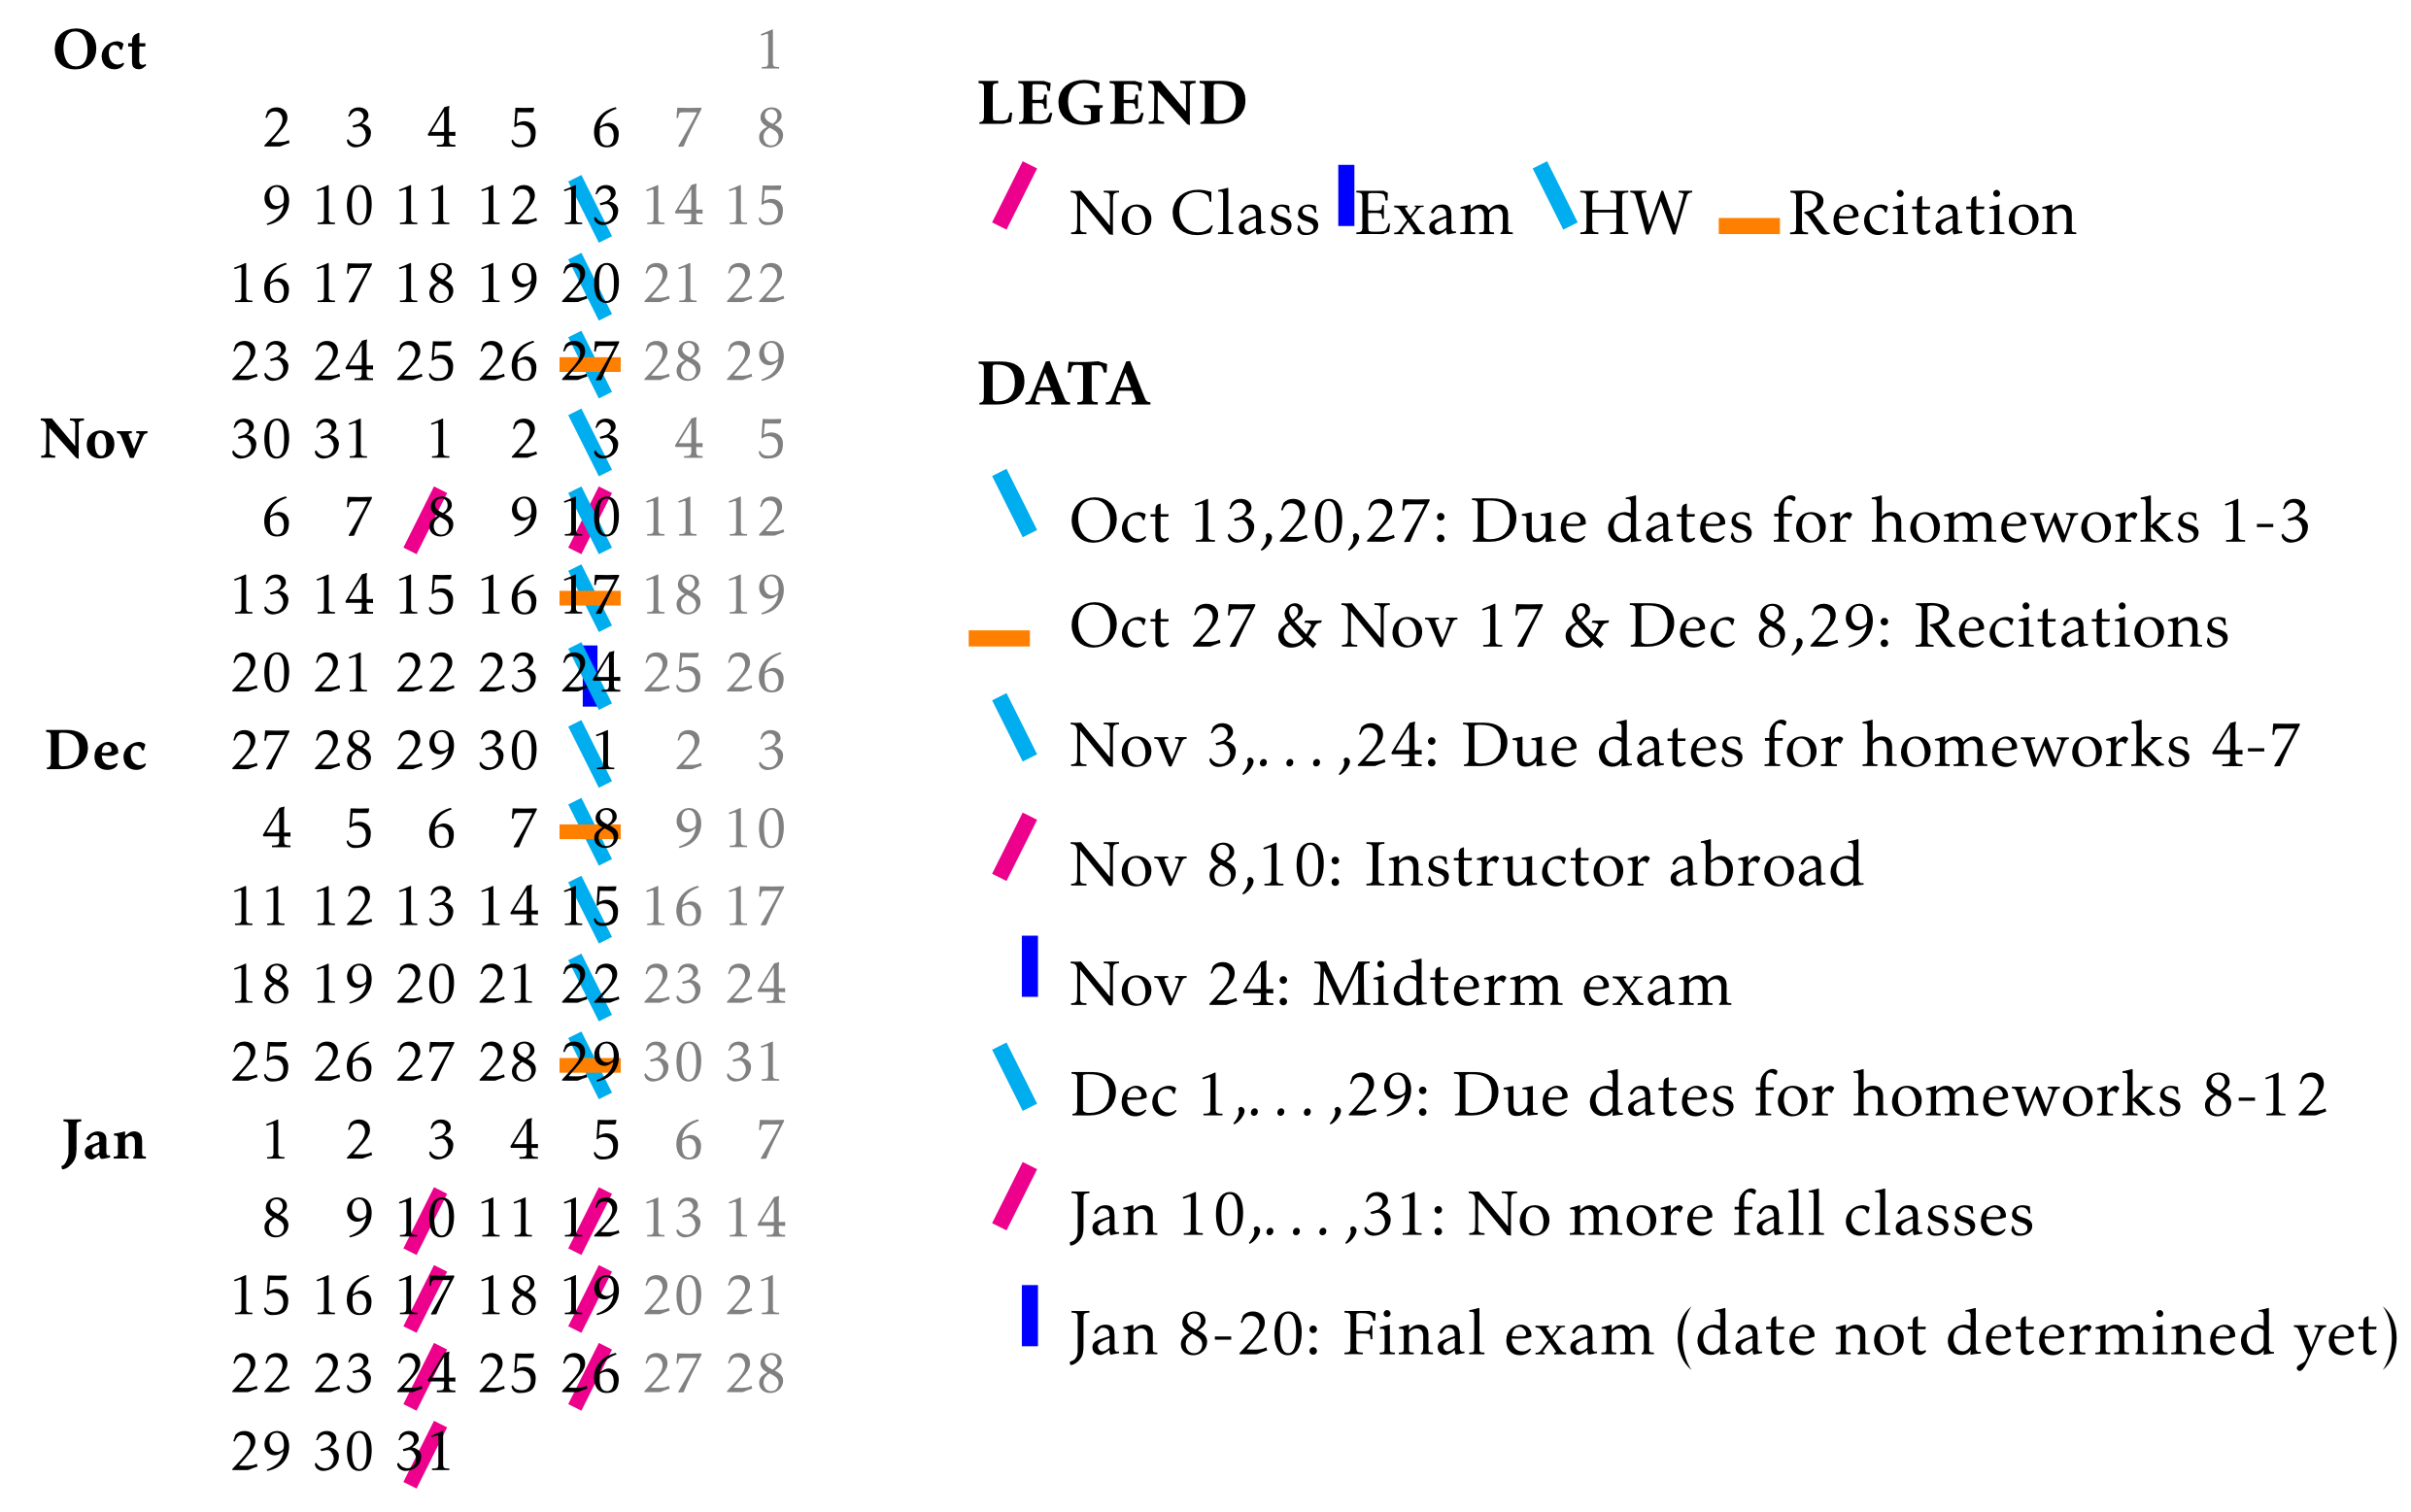 Oct 1
2 3 4 5 6 7 8
9 10 11 12 13 14 15
16 17 18 19 20 21 22
23 24 25 26 27 28 29
Nov 30 31 1 2 3 4 5
6 7 8 9 10 11 12
13 14 15 16 17 18 19
20 21 22 23 24 25 26
Dec 27 28 29 30 1 2 3
4 5 6 7 8 9 10
11 12 13 14 15 16 17
18 19 20 21 22 23 24
25 26 27 28 29 30 31
Jan 1 2 3 4 5 6 7
8 9 10 11 12 13 14
15 16 17 18 19 20 21
22 23 24 25 26 27 28
29 30 31
LEGEND
No Class Exam HW Recitation
DATA
Oct 13,20,27: Due dates for homeworks 1-3
Oct 27 & Nov 17 & Dec 8,29: Recitations
Nov 3,. . . ,24: Due dates for homeworks 4-7
Nov 8,10: Instructor abroad
Nov 24: Midterm exam
Dec 1,. . . ,29: Due dates for homeworks 8-12
Jan 10,. . . ,31: No more fall classes
Jan 8-20: Final exam (date not determined yet)